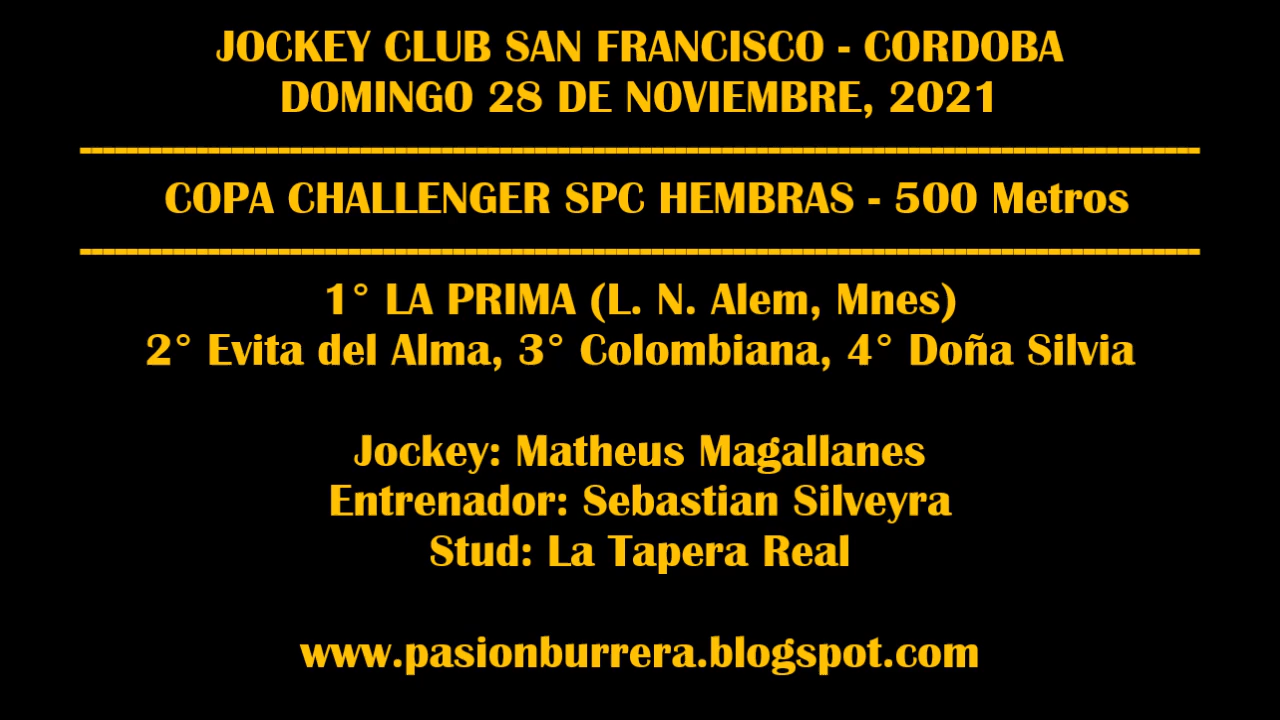 JOCKEY CLUB SAN FRANCISCO - CORDOBA
DOMINGO 28 DE NOVIEMBRE, 2021
COPA CHALLENGER SPC HEMBRAS - 500 Metros
1° LA PRIMA (L. N. Alem, Mnes)
2° Evita del Alma, 3° Colombiana, 4° Doña Silvia
Jockey: Matheus Magallanes
Entrenador: Sebastian Silveyra
Stud: La Tapera Real
www.pasionburrera.blogspot.com